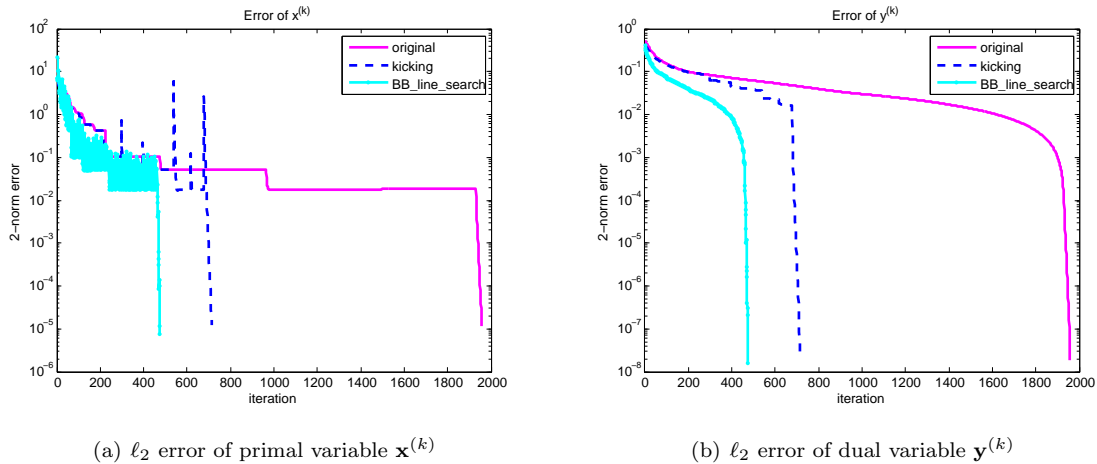 Error of x^(k)
10^2
10^1
10^0
10^−1
10^−2
10^−3
10^−4
10^−5
10^−6
2−norm error
original
kicking
BB_line_search
0 200 400 600 800 1000 1200 1400 1600 1800 2000
iteration
(a) ℓ2 error of primal variable x^(k)
Error of y^(k)
10^0
10^−1
10^−2
10^−3
10^−4
10^−5
10^−6
10^−7
10^−8
2−norm error
original
kicking
BB_line_search
0 200 400 600 800 1000 1200 1400 1600 1800 2000
iteration
(b) ℓ2 error of dual variable y^(k)